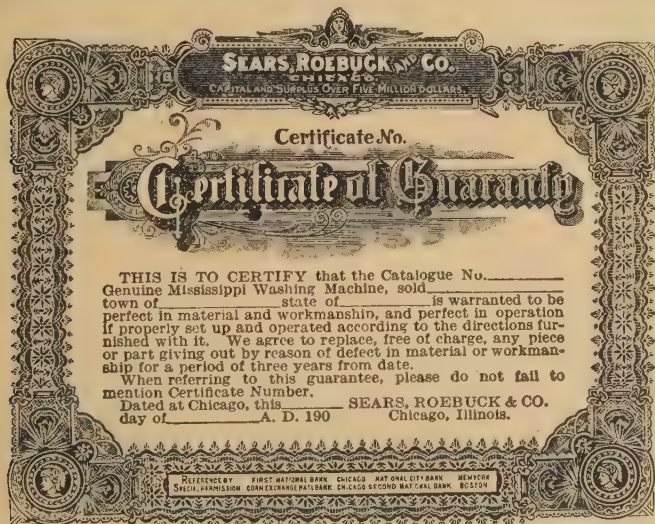 SEARS, ROEBUCK AND CO.
CHICAGO.
CAPITAL AND SURPLUS OVER FIVE MILLION DOLLARS.
Certificate No.
Certificate of Guaranty
THIS IS TO CERTIFY that the Catalogue No.________
Genuine Mississippi Washing Machine, sold________
town of________state of________is warranted to be
perfect in material and workmanship, and perfect in operation
if properly set up and operated according to the directions fur-
nished with it. We agree to replace, free of charge, any piece
or part giving out by reason of defect in material or workman-
ship for a period of three years from date.
When referring to this guarantee, please do not fail to
mention Certificate Number.
Dated at Chicago, this________ SEARS, ROEBUCK & CO.
day of________A. D. 190 Chicago, Illinois.
REFERENCE BY FIRST NATIONAL BANK CHICAGO NATIONAL CITY BANK NEW YORK
SPECIAL PERMISSION CORN EXCHANGE NAT'L BANK CHICAGO SECOND NATIONAL BANK BOSTON